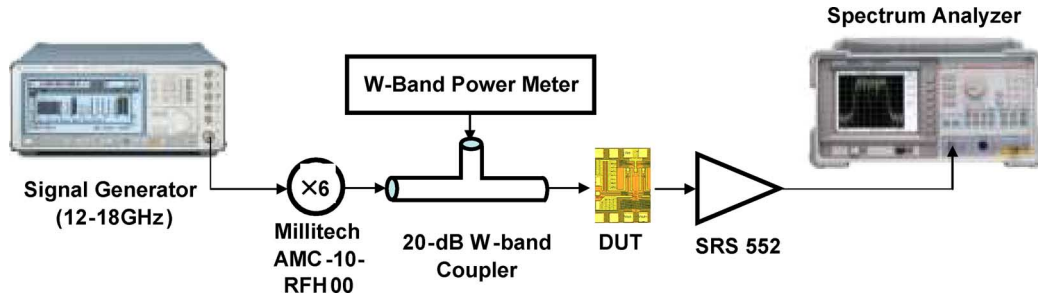 Spectrum Analyzer
W-Band Power Meter
×6
Signal Generator
(12-18GHz)
Millitech
AMC-10-
RFH00
20-dB W-band
Coupler
DUT
SRS 552